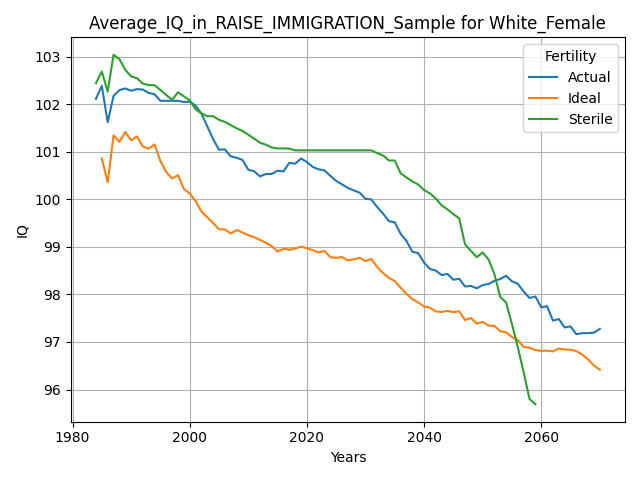 Average_IQ_in_RAISE_IMMIGRATION_Sample for White_Female
Fertility
Actual
Ideal
Sterile
IQ
103
102
101
100
99
98
97
96
1980
2000
2020
2040
2060
Years